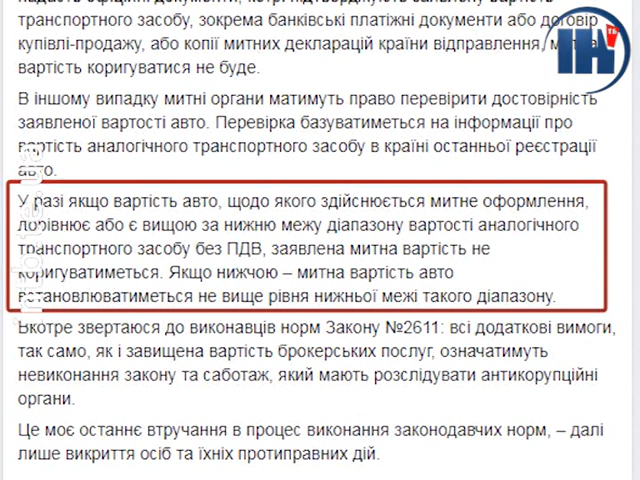 надасть офіційні документи, котрі підтверджують заявлену вартість
транспортного засобу, зокрема банківські платіжні документи або договір
купівлі-продажу, або копії митних декларацій країни відправлення,
вартість коригуватися не буде.
В іншому випадку митні органи матимуть право перевірити достовірність
заявленої вартості авто. Перевірка базуватиметься на інформації про
вартість аналогічного транспортного засобу в країні останньої реєстрації
авто.
У разі якщо вартість авто, щодо якого здійснюється митне оформлення,
дорівнює або є вищою за нижню межу діапазону вартості аналогічного
транспортного засобу без ПДВ, заявлена митна вартість не
коригуватиметься. Якщо нижчою – митна вартість авто
встановлюватиметься не вище рівня нижньої межі такого діапазону.
Вкотре звертаюся до виконавців норм Закону №2611: всі додаткові вимоги,
так само, як і завищена вартість брокерських послуг, означатимуть
невиконання закону та саботаж, який мають розслідувати антикорупційні
органи.
Це моє останнє втручання в процес виконання законодавчих норм, – далі
лише викриття осіб та їхніх протиправних дій.